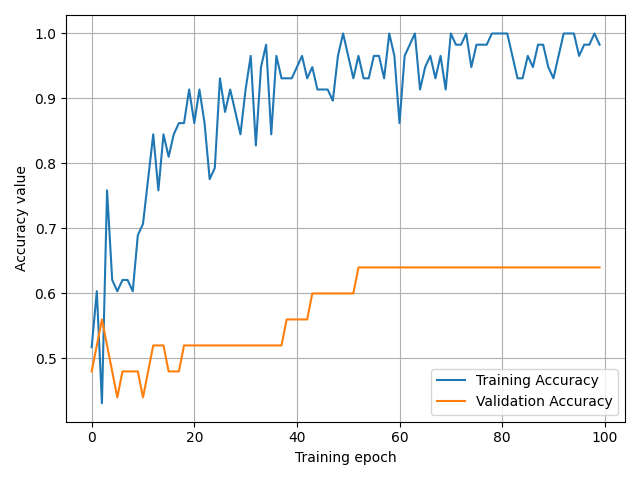 1.0
0.9
0.8
0.7
0.6
0.5
Accuracy value
0 20 40 60 80 100
Training epoch
Training Accuracy
Validation Accuracy